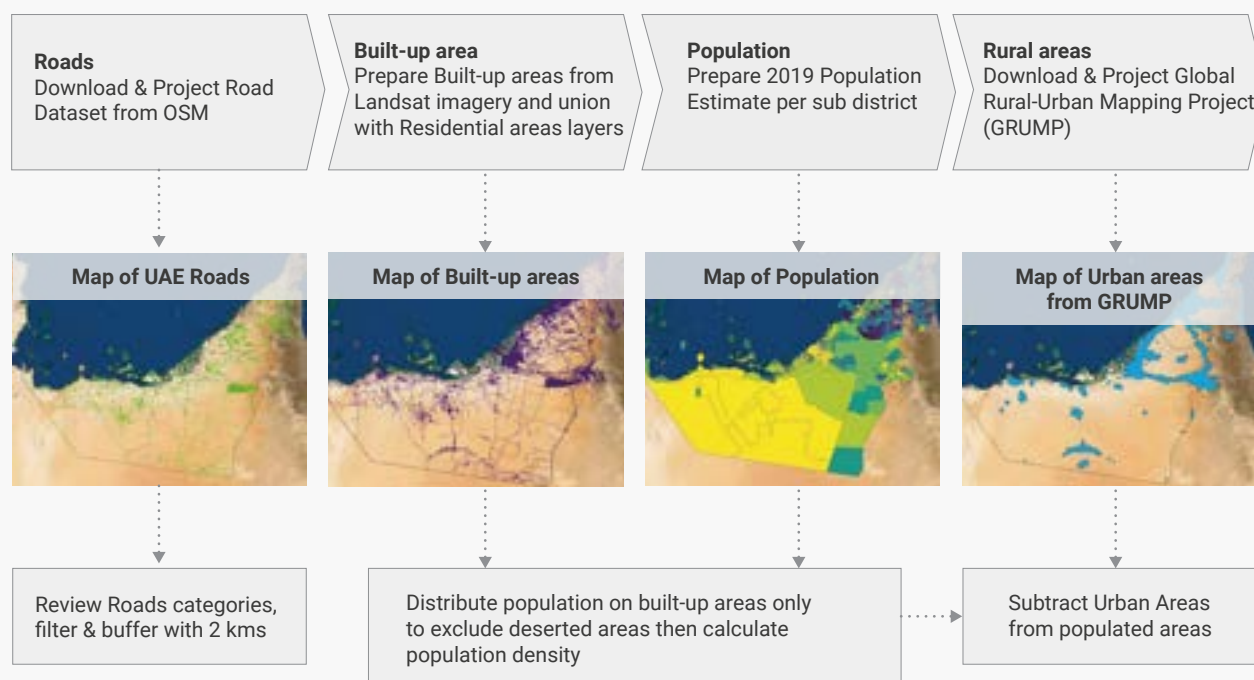 Roads
Download & Project Road
Dataset from OSM
Built-up area
Prepare Built-up areas from
Landsat imagery and union
with Residential areas layers
Population
Prepare 2019 Population
Estimate per sub district
Rural areas
Download & Project Global
Rural-Urban Mapping Project
(GRUMP)
Map of UAE Roads
Map of Built-up areas
Map of Population
Map of Urban areas
from GRUMP
Review Roads categories,
filter & buffer with 2 kms
Distribute population on built-up areas only
to exclude deserted areas then calculate
population density
Subtract Urban Areas
from populated areas